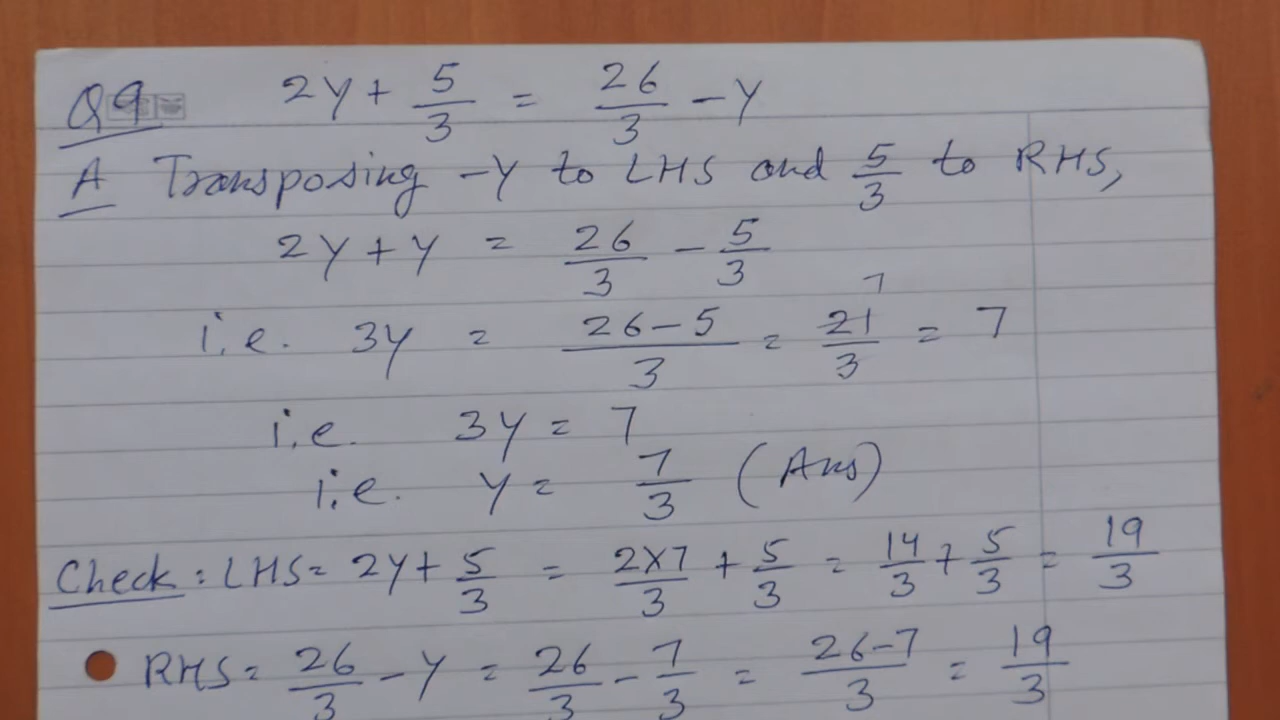 Q9 2y + 5/3 = 26/3 - y
A Transposing -y to LHS and 5/3 to RHS,
2y + y = 26/3 - 5/3
i.e. 3y = (26-5)/3 = 21/3 = 7 7
i.e. 3y = 7
i.e. y = 7/3 (Ans)
Check: LHS = 2y + 5/3 = 2x7/3 + 5/3 = 14/3 + 5/3 = 19/3
RHS = 26/3 - y = 26/3 - 7/3 = (26-7)/3 = 19/3